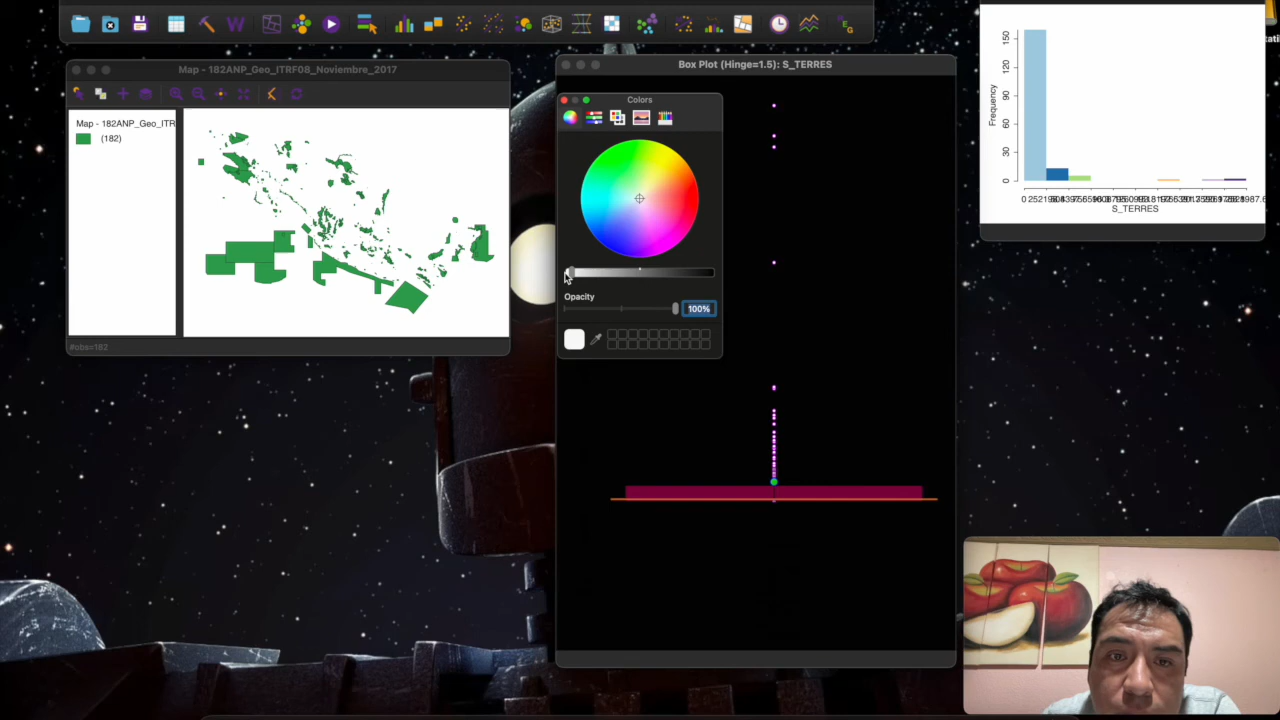 Map - 182ANP_Geo_ITRF08_Noviembre_2017
Map - 182ANP_Geo_ITR
(182)
#obs=182
Box Plot (Hinge=1.5): S_TERRES
Colors
Opacity
100%
Frequency
150
120
90
60
30
0
0
S_TERRES